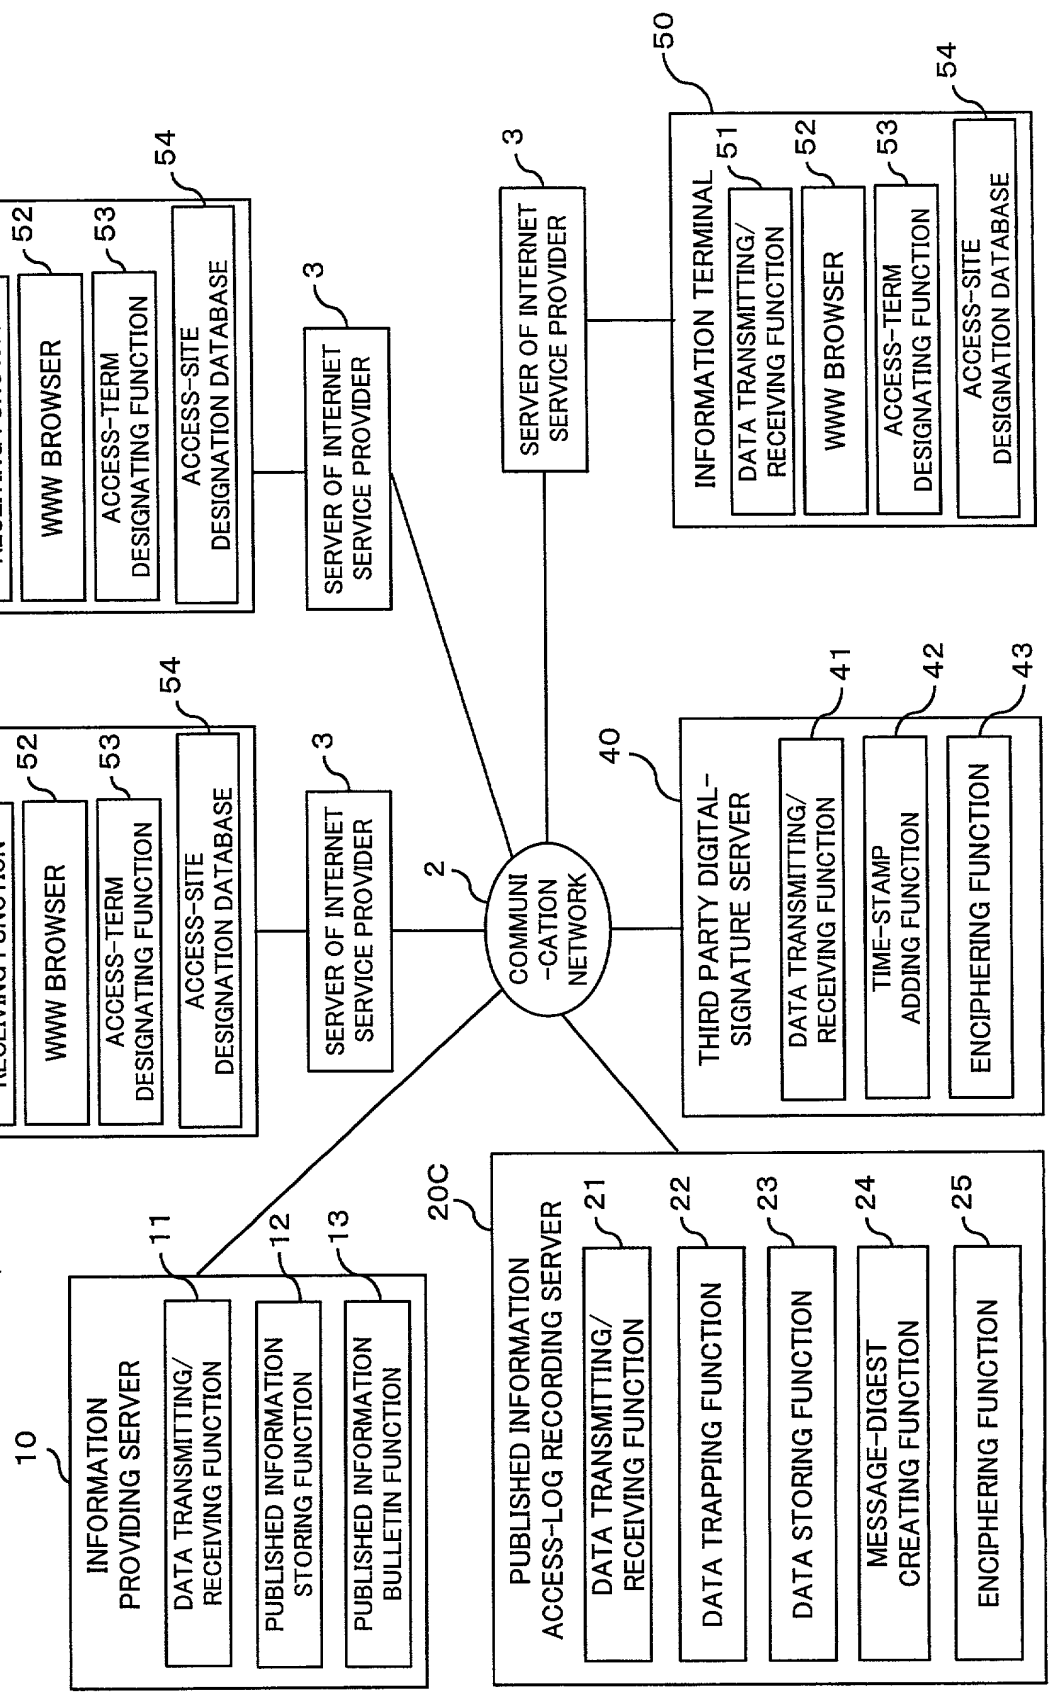 10
INFORMATION
PROVIDING SERVER
DATA TRANSMITTING/
RECEIVING FUNCTION
11
PUBLISHED INFORMATION
STORING FUNCTION
12
PUBLISHED INFORMATION
BULLETIN FUNCTION
13
20C
PUBLISHED INFORMATION
ACCESS-LOG RECORDING SERVER
DATA TRANSMITTING/
RECEIVING FUNCTION
21
DATA TRAPPING FUNCTION
22
DATA STORING FUNCTION
23
MESSAGE-DIGEST
CREATING FUNCTION
24
ENCIPHERING FUNCTION
25
WWW BROWSER
52
ACCESS-TERM
DESIGNATING FUNCTION
53
ACCESS-SITE
DESIGNATION DATABASE
54
SERVER OF INTERNET
SERVICE PROVIDER
3
COMMUNI
-CATION
NETWORK
2
40
THIRD PARTY DIGITAL-
SIGNATURE SERVER
DATA TRANSMITTING/
RECEIVING FUNCTION
41
TIME-STAMP
ADDING FUNCTION
42
ENCIPHERING FUNCTION
43
WWW BROWSER
52
ACCESS-TERM
DESIGNATING FUNCTION
53
ACCESS-SITE
DESIGNATION DATABASE
54
SERVER OF INTERNET
SERVICE PROVIDER
3
SERVER OF INTERNET
SERVICE PROVIDER
3
50
INFORMATION TERMINAL
DATA TRANSMITTING/
RECEIVING FUNCTION
51
WWW BROWSER
52
ACCESS-TERM
DESIGNATING FUNCTION
53
ACCESS-SITE
DESIGNATION DATABASE
54